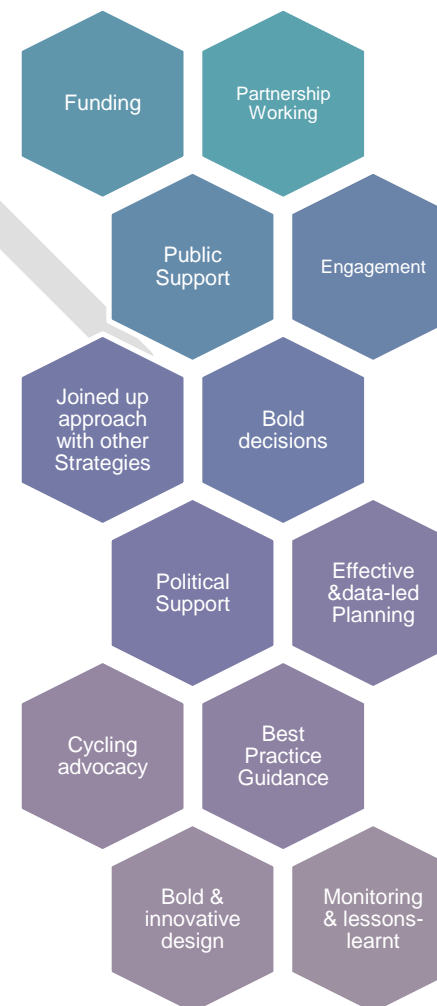 Funding
Partnership
Working
Public
Support
Engagement
Joined up
approach
with other
Strategies
Bold
decisions
Political
Support
Effective
&data-led
Planning
Cycling
advocacy
Best
Practice
Guidance
Bold &
innovative
design
Monitoring
& lessons-
learnt